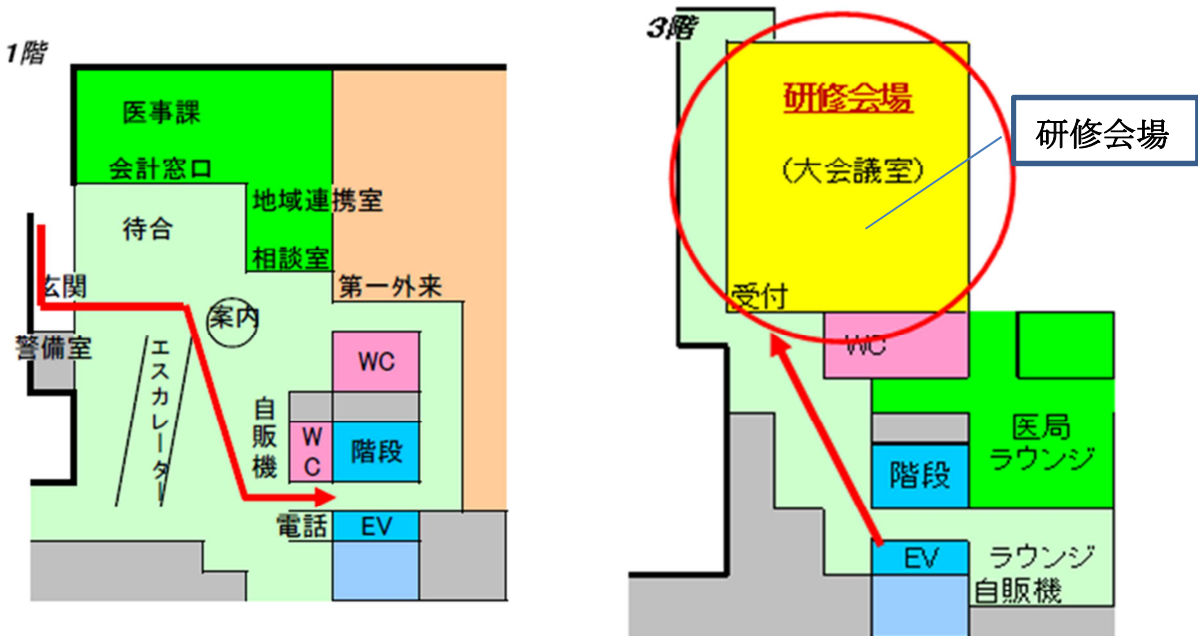 1階
医事課
会計窓口
地域連携室
待合
相談室
玄関
第一外来
案内
警備室
エスカレーター
WC
自販機
WC
階段
電話
EV
3階
研修会場
(大会議室)
研修会場
受付
WC
医局
ラウンジ
階段
EV
ラウンジ
自販機